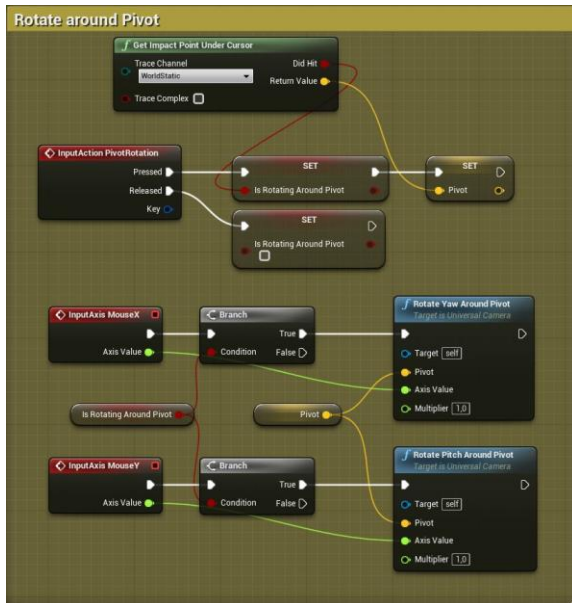 Rotate around Pivot
Get Impact Point Under Cursor
Trace Channel
WorldStatic
Trace Complex
Did Hit
Return Value
InputAction PivotRotation
Pressed
Released
Key
SET
Is Rotating Around Pivot
SET
Pivot
SET
Is Rotating Around Pivot
InputAxis MouseX
Axis Value
Branch
Condition
True
False
Rotate Yaw Around Pivot
Target is Universal Camera
Target self
Pivot
Axis Value
Multiplier 1,0
Is Rotating Around Pivot
Pivot
InputAxis MouseY
Axis Value
Branch
Condition
True
False
Rotate Pitch Around Pivot
Target is Universal Camera
Target self
Pivot
Axis Value
Multiplier 1,0